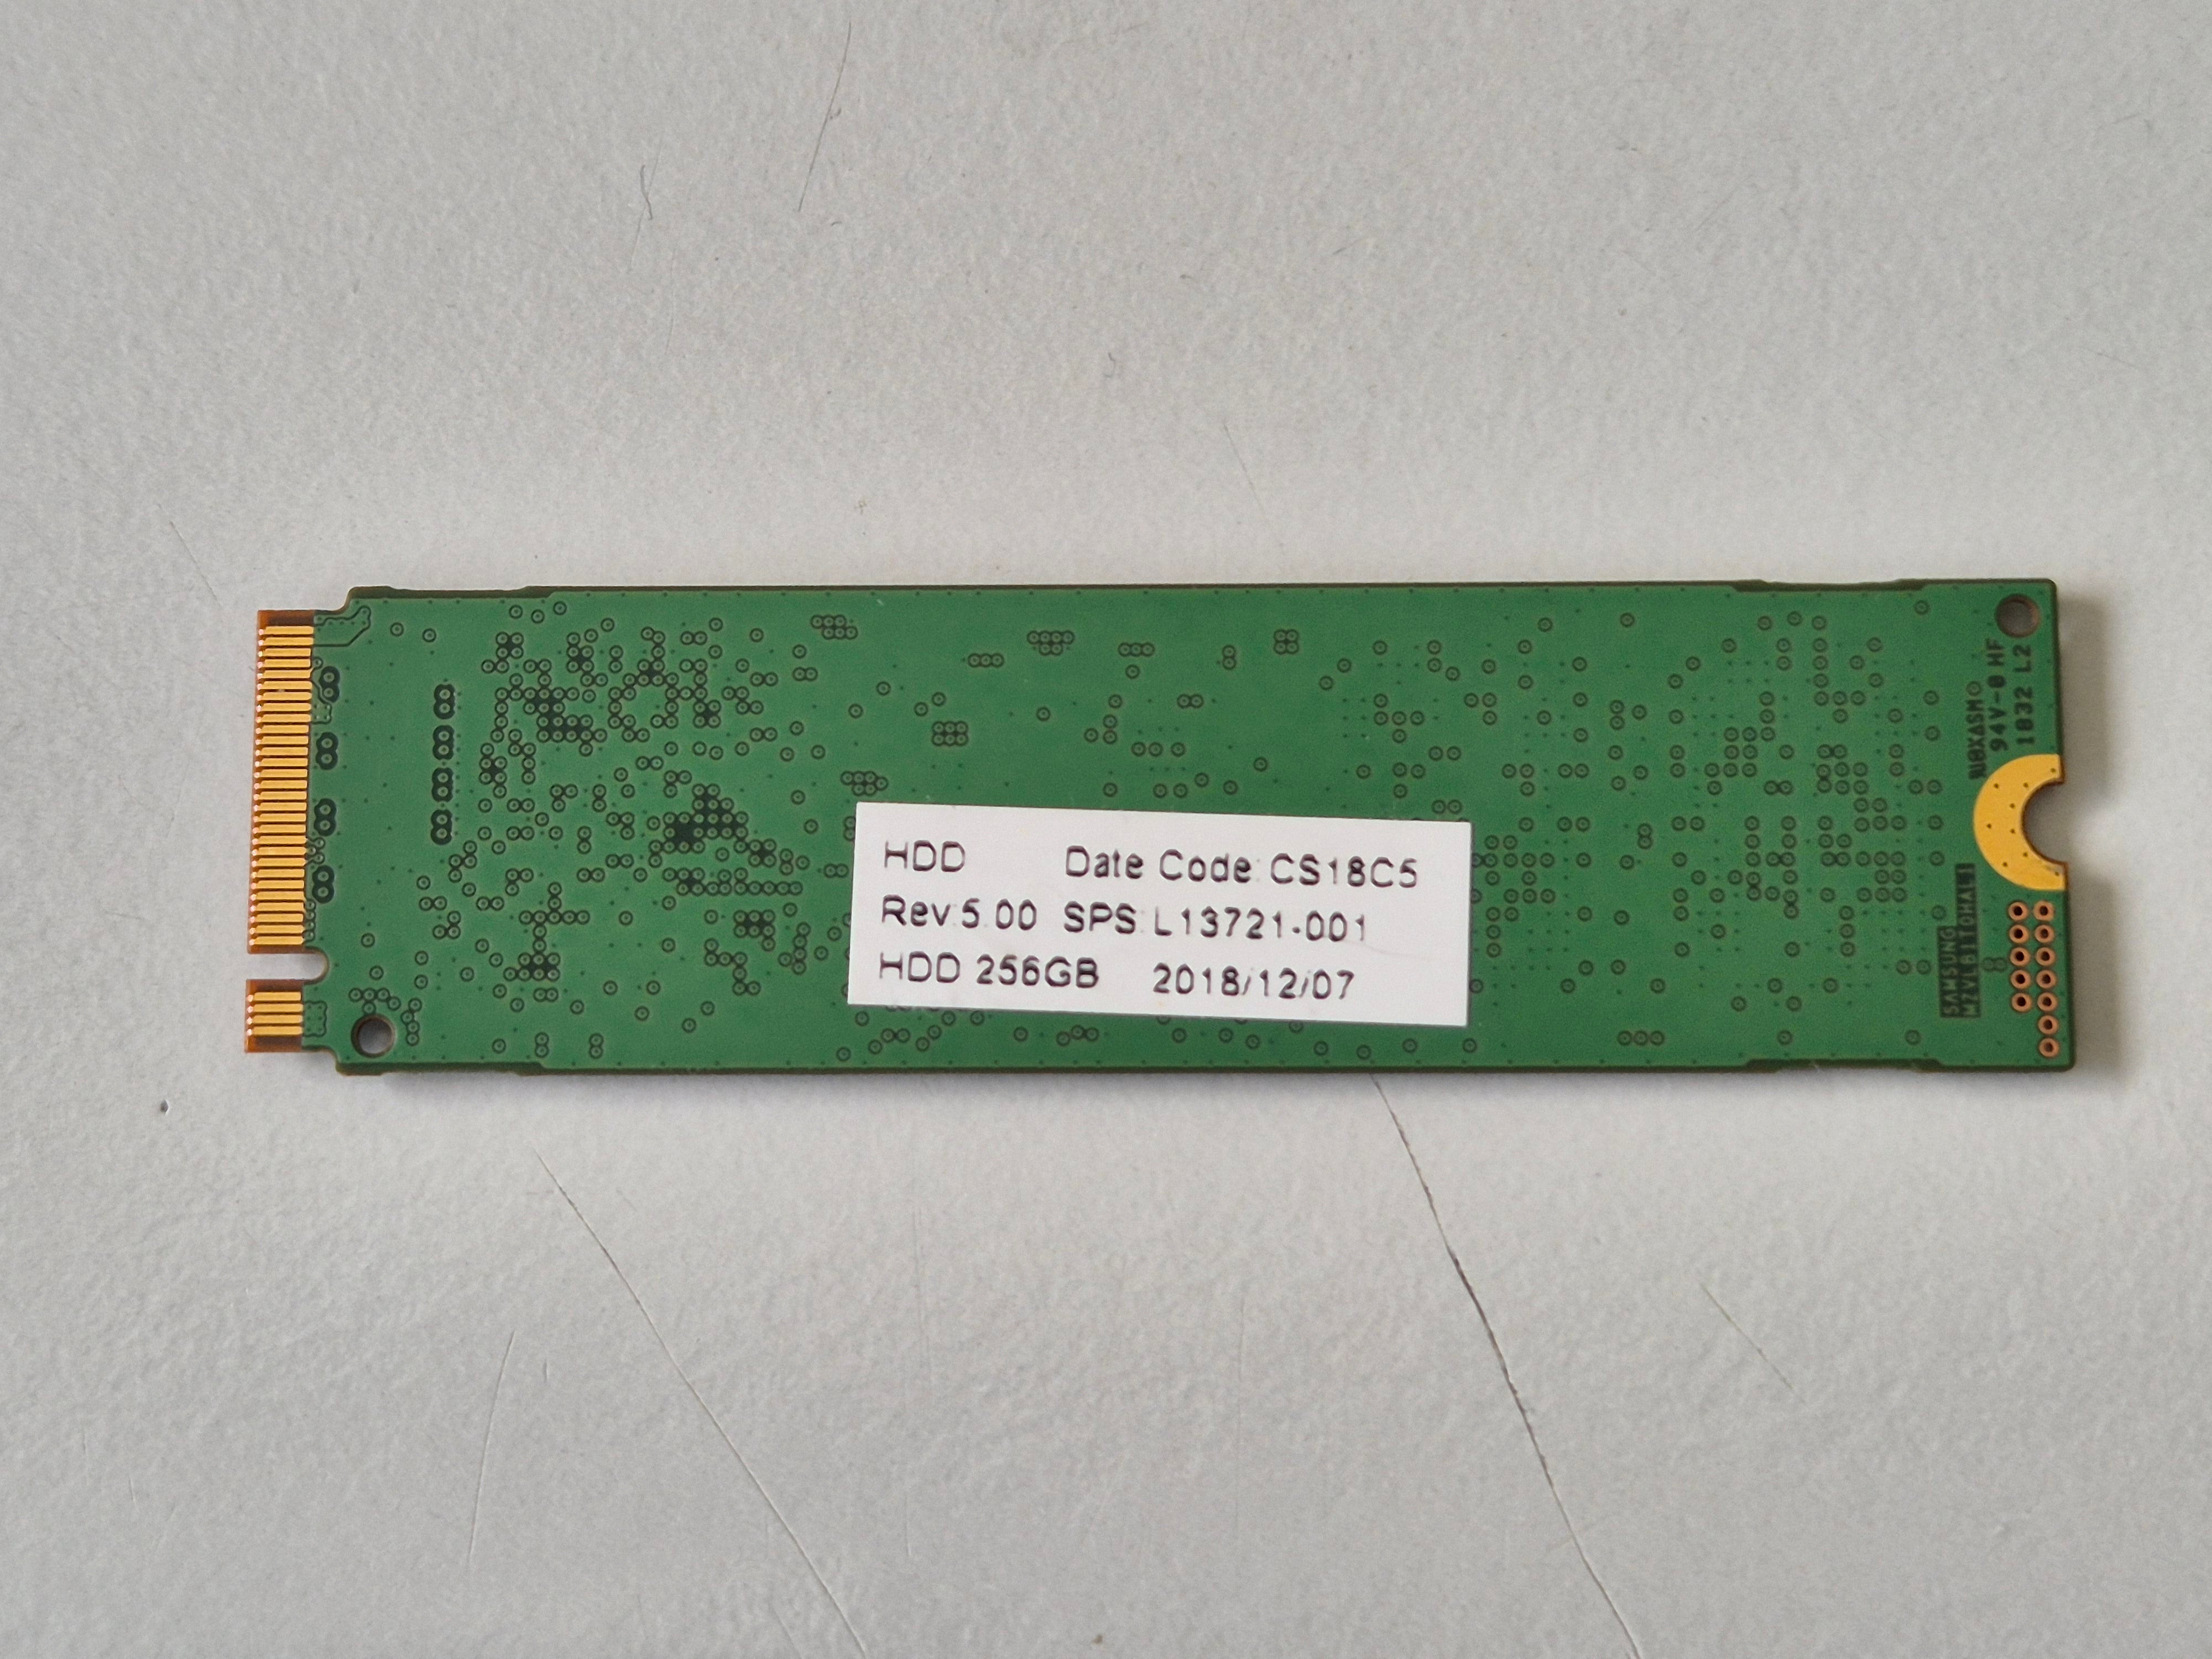 HDD Date Code: CS18C5
Rev:5.00 SPS:L13721-001
HDD 256GB 2018/12/07
94V-0 HF
1832 L2
SAMSUNG